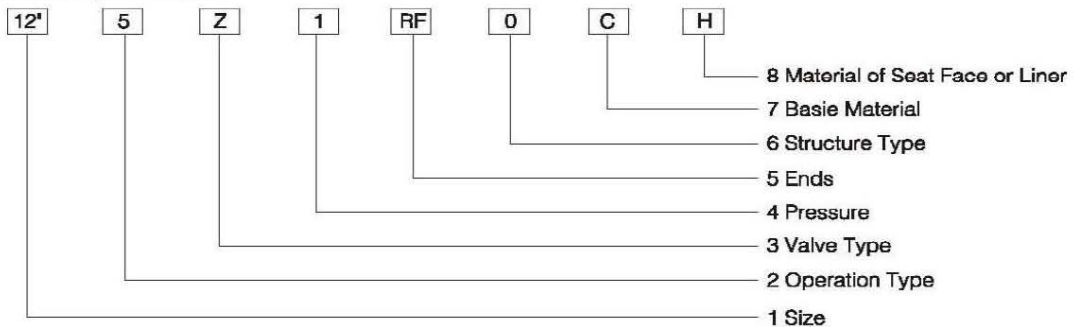 12" 5 Z 1 RF 0 C H
8 Material of Seat Face or Liner
7 Basie Material
6 Structure Type
5 Ends
4 Pressure
3 Valve Type
2 Operation Type
1 Size